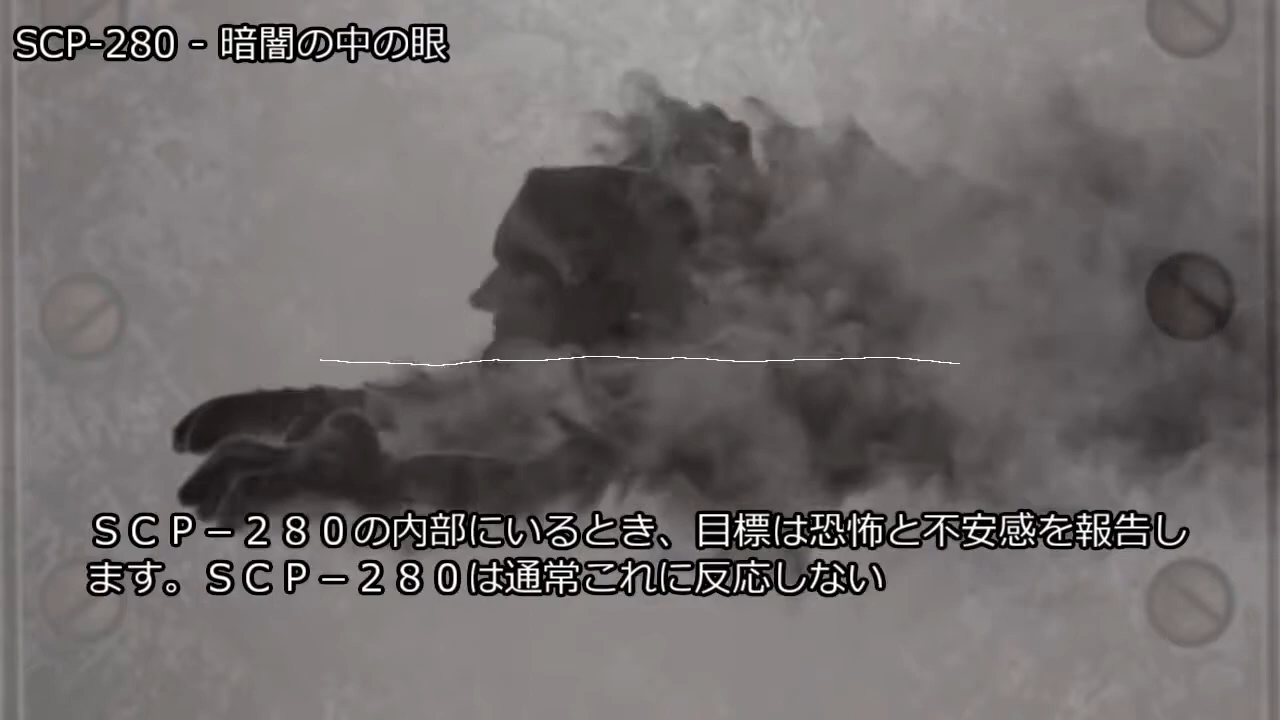 SCP-280 - 暗闇の中の眼
ＳＣＰ－２８０の内部にいるとき、目標は恐怖と不安感を報告し
ます。ＳＣＰ－２８０は通常これに反応しない